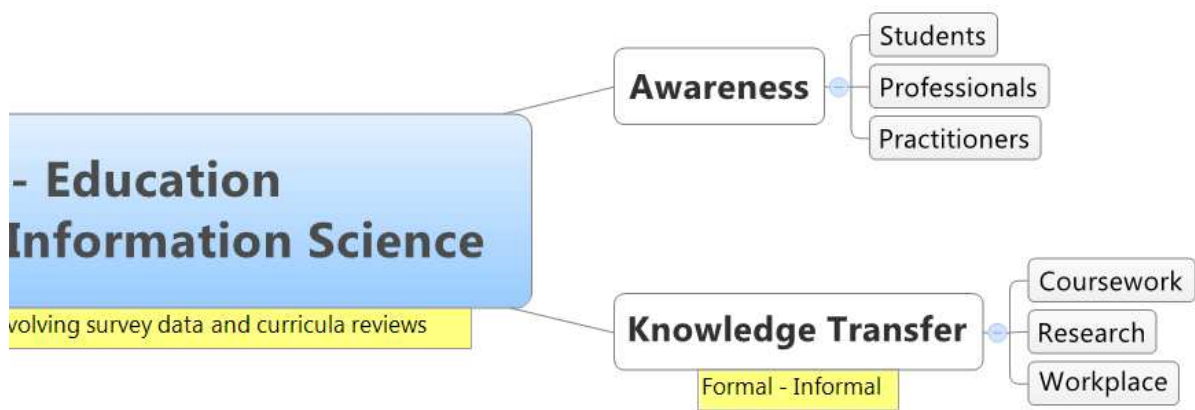 - Education
Information Science
volving survey data and curricula reviews
Awareness
Students
Professionals
Practitioners
Knowledge Transfer
Formal - Informal
Coursework
Research
Workplace